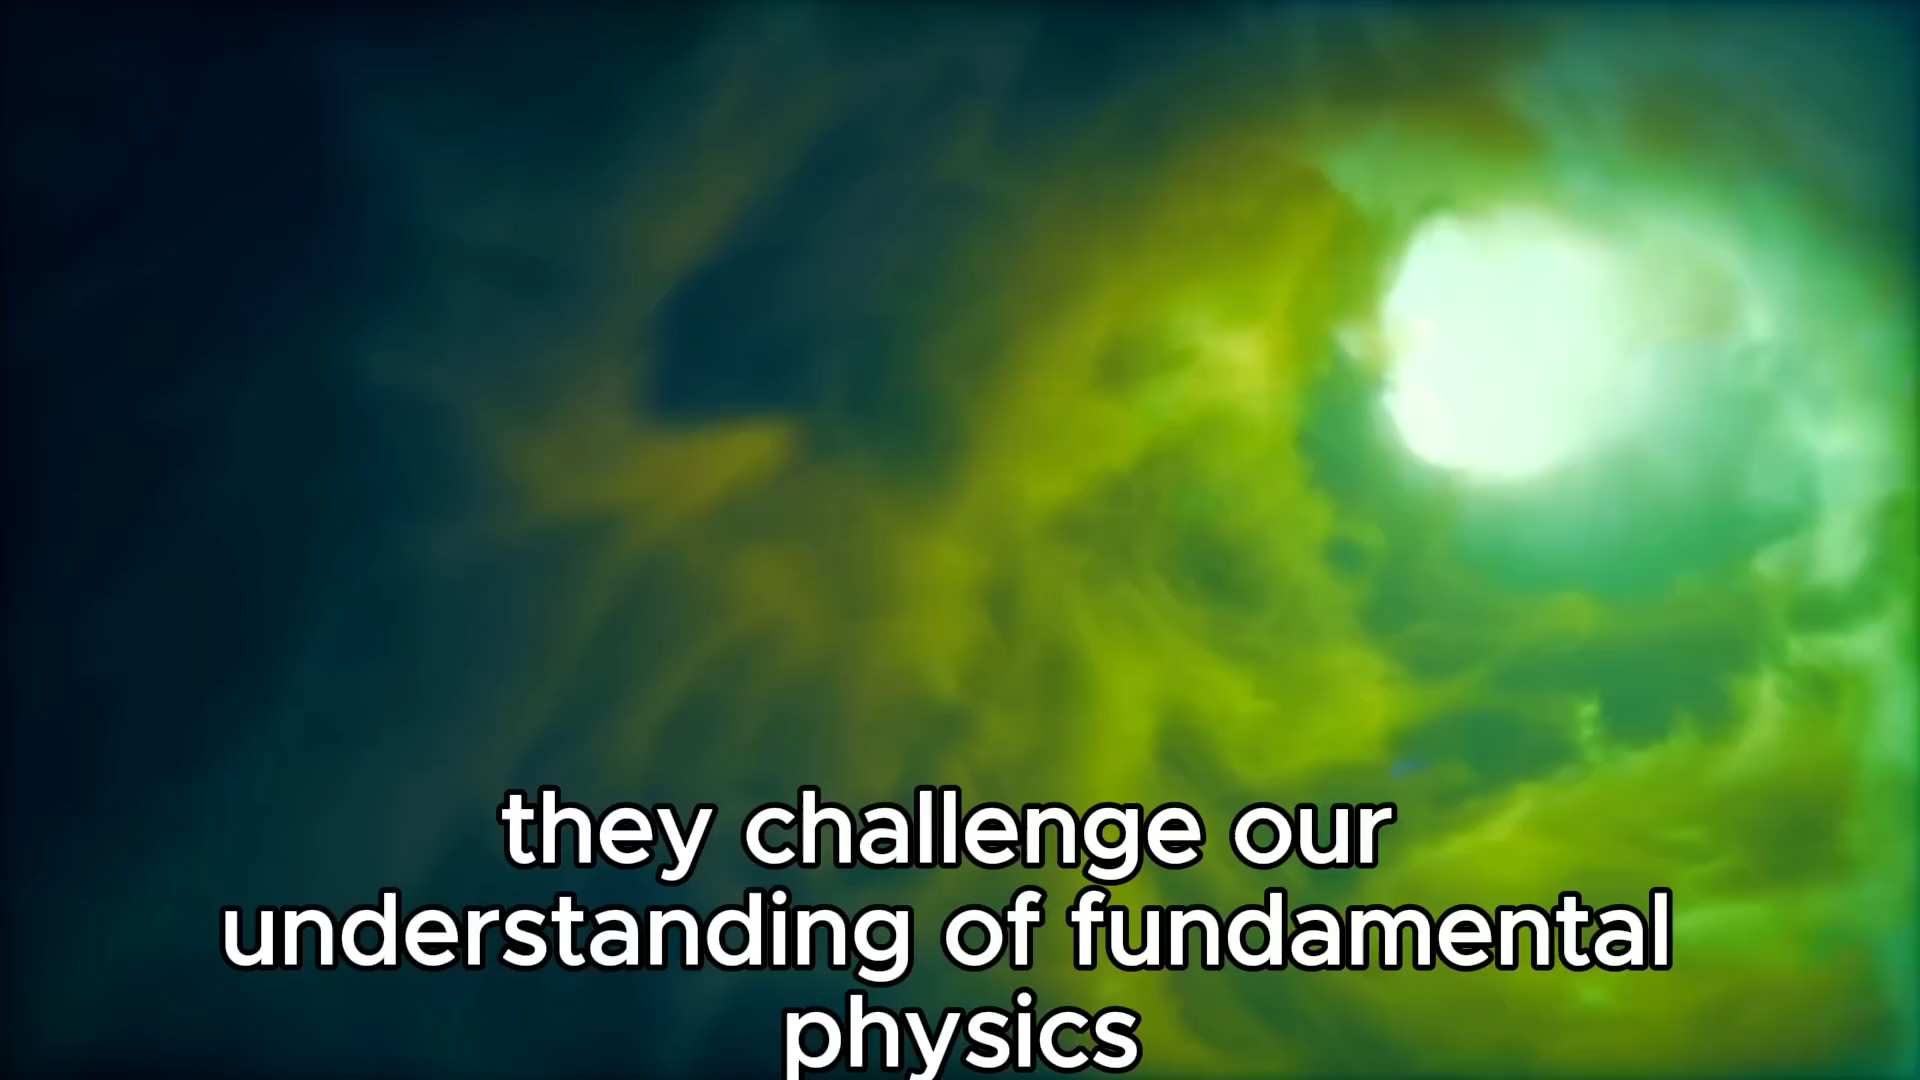 they challenge our
understanding of fundamental
physics